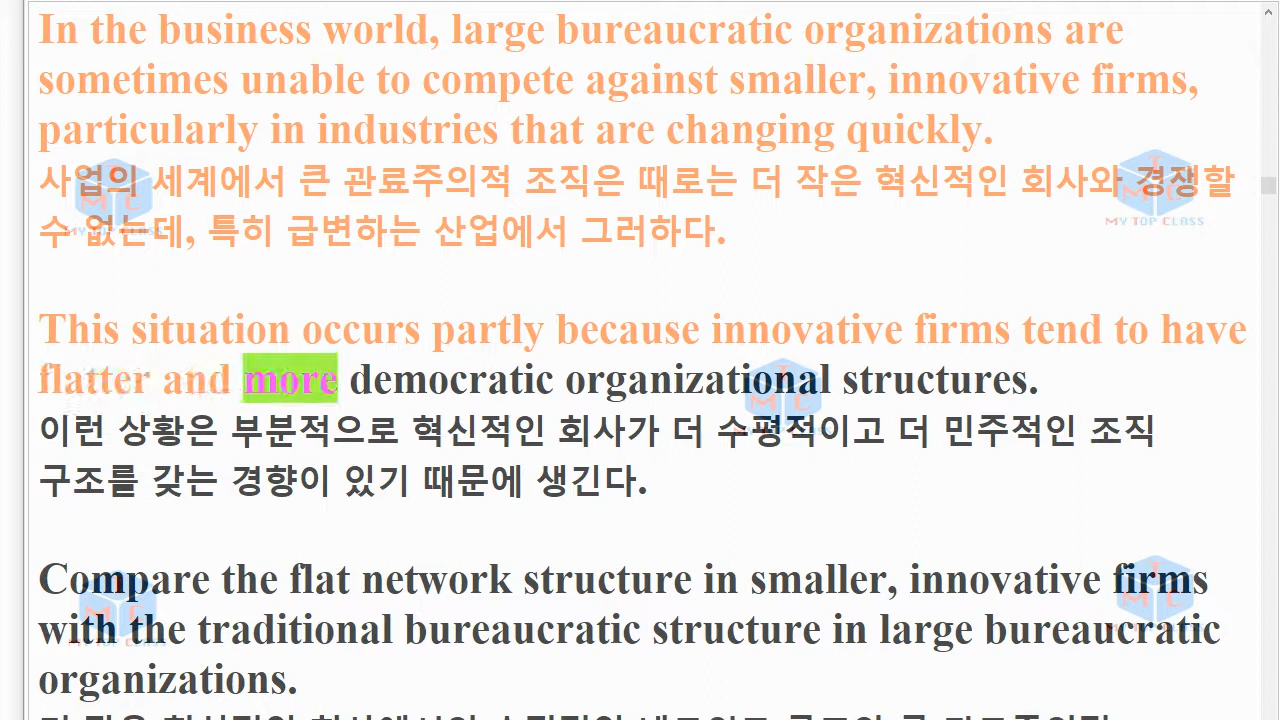 In the business world, large bureaucratic organizations are
sometimes unable to compete against smaller, innovative firms,
particularly in industries that are changing quickly.
사업의 세계에서 큰 관료주의적 조직은 때로는 더 작은 혁신적인 회사와 경쟁할
수 없는데, 특히 급변하는 산업에서 그러하다.
This situation occurs partly because innovative firms tend to have
flatter and more democratic organizational structures.
이런 상황은 부분적으로 혁신적인 회사가 더 수평적이고 더 민주적인 조직
구조를 갖는 경향이 있기 때문에 생긴다.
Compare the flat network structure in smaller, innovative firms
with the traditional bureaucratic structure in large bureaucratic
organizations.
MY TOP CLASS